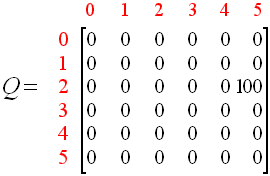 0 1 2 3 4 5
0 0 0 0 0 0 0
1 0 0 0 0 0 0
Q = 2 0 0 0 0 0 100
3 0 0 0 0 0 0
4 0 0 0 0 0 0
5 0 0 0 0 0 0